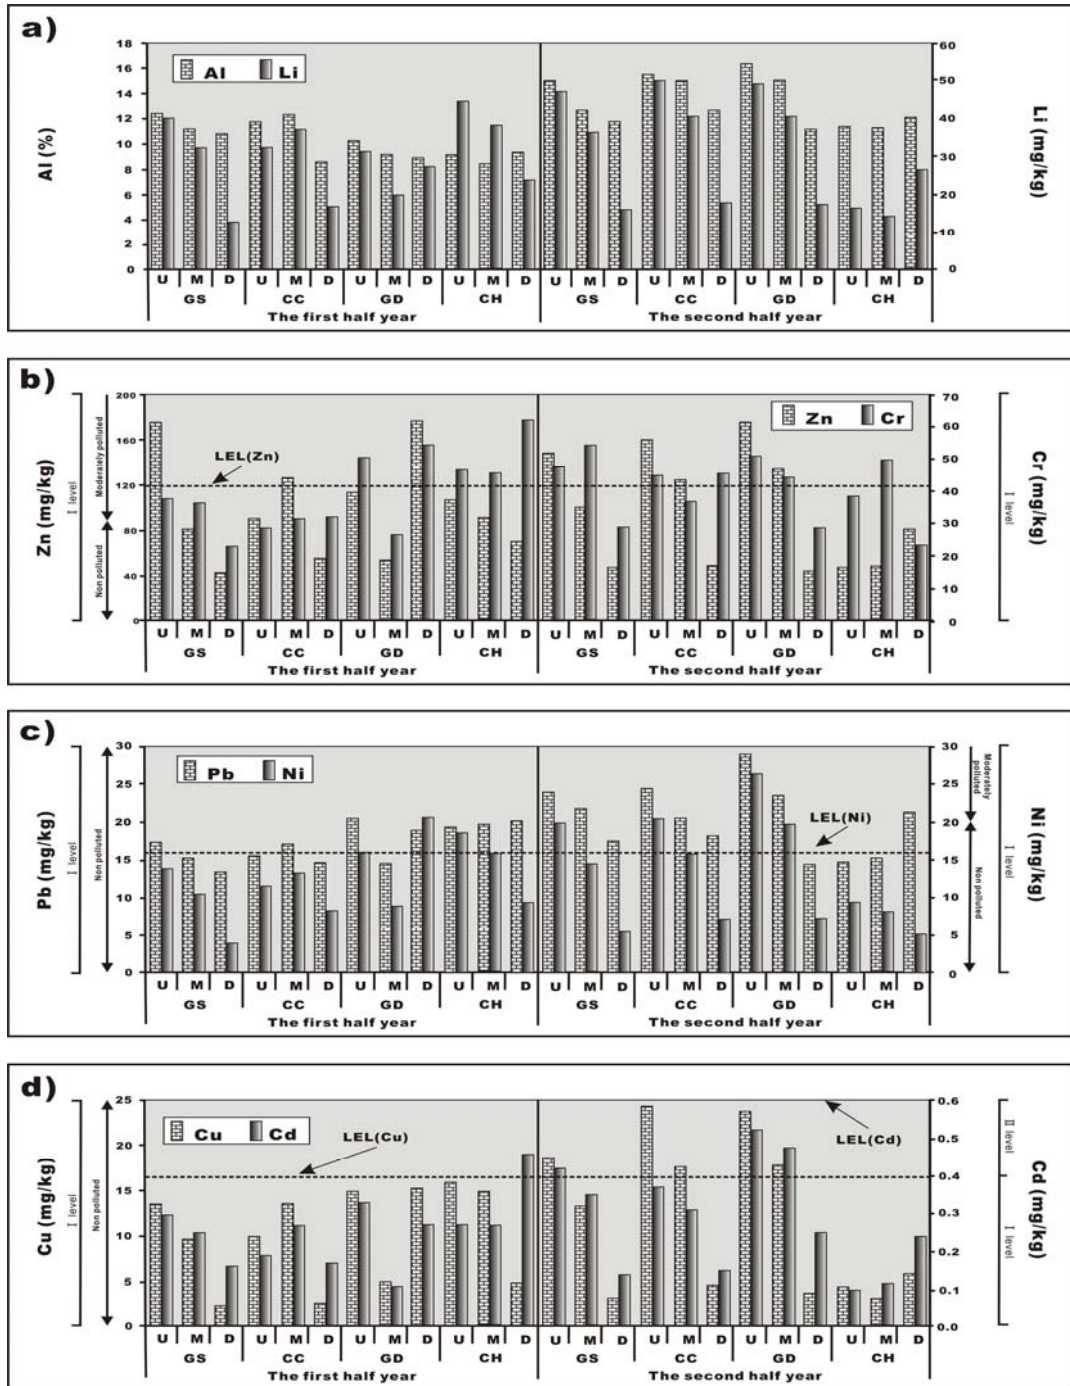 a)
18
16
14
12
10
8
6
4
2
0
Al (%)
Al Li
60
50
40
30
20
10
0
Li (mg/kg)
U M D U M D U M D U M D U M D U M D U M D U M D
GS CC GD CH GS CC GD CH
The first half year The second half year
b)
200
160
120
80
40
0
Zn (mg/kg)
I level
Moderately polluted
Non polluted
LEL(Zn)
Zn Cr
70
60
50
40
30
20
10
0
Cr (mg/kg)
I level
U M D U M D U M D U M D U M D U M D U M D U M D
GS CC GD CH GS CC GD CH
The first half year The second half year
c)
30
25
20
15
10
5
0
Pb (mg/kg)
I level
Non polluted
Pb Ni
LEL(Ni)
30
25
20
15
10
5
0
Moderately
polluted
Non polluted
I level
Ni (mg/kg)
U M D U M D U M D U M D U M D U M D U M D U M D
GS CC GD CH GS CC GD CH
The first half year The second half year
d)
25
20
15
10
5
0
Cu (mg/kg)
I level
Non polluted
Cu Cd
LEL(Cu)
LEL(Cd)
0.6
0.5
0.4
0.3
0.2
0.1
0.0
II level
I level
Cd (mg/kg)
U M D U M D U M D U M D U M D U M D U M D U M D
GS CC GD CH GS CC GD CH
The first half year The second half year